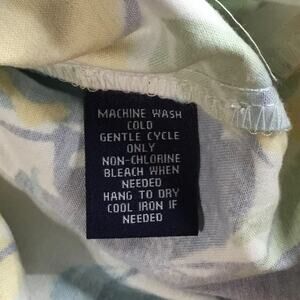 MACHINE WASH
COLD
GENTLE CYCLE
ONLY
NON-CHLORINE
BLEACH WHEN
NEEDED
HANG TO DRY
COOL IRON IF
NEEDED